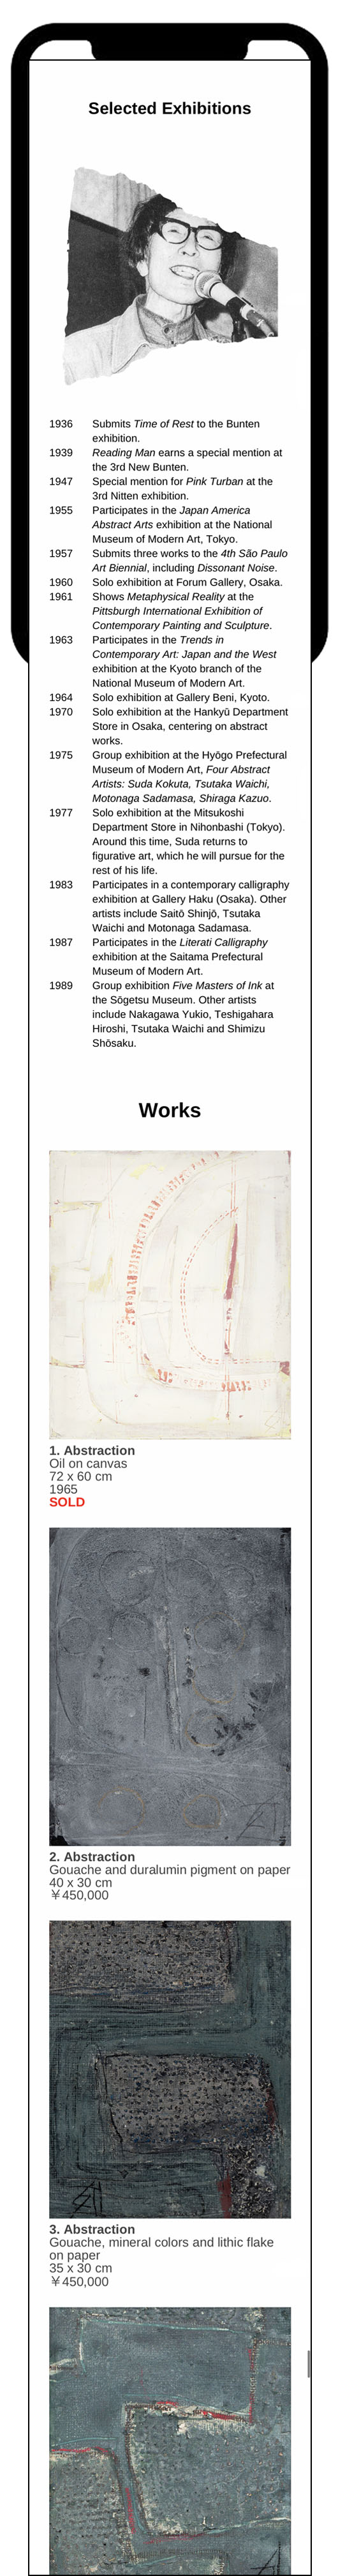 Selected Exhibitions
1936 Submits Time of Rest to the Bunten
exhibition.
1939 Reading Man earns a special mention at
the 3rd New Bunten.
1947 Special mention for Pink Turban at the
3rd Nitten exhibition.
1955 Participates in the Japan America
Abstract Arts exhibition at the National
Museum of Modern Art, Tokyo.
1957 Submits three works to the 4th São Paulo
Art Biennial, including Dissonant Noise.
1960 Solo exhibition at Forum Gallery, Osaka.
1961 Shows Metaphysical Reality at the
Pittsburgh International Exhibition of
Contemporary Painting and Sculpture.
1963 Participates in the Trends in
Contemporary Art: Japan and the West
exhibition at the Kyoto branch of the
National Museum of Modern Art.
1964 Solo exhibition at Gallery Beni, Kyoto.
1970 Solo exhibition at the Hankyū Department
Store in Osaka, centering on abstract
works.
1975 Group exhibition at the Hyōgo Prefectural
Museum of Modern Art, Four Abstract
Artists: Suda Kokuta, Tsutaka Waichi,
Motonaga Sadamasa, Shiraga Kazuo.
1977 Solo exhibition at the Mitsukoshi
Department Store in Nihonbashi (Tokyo).
Around this time, Suda returns to
figurative art, which he will pursue for the
rest of his life.
1983 Participates in a contemporary calligraphy
exhibition at Gallery Haku (Osaka). Other
artists include Saitō Shinjō, Tsutaka
Waichi and Motonaga Sadamasa.
1987 Participates in the Literati Calligraphy
exhibition at the Saitama Prefectural
Museum of Modern Art.
1989 Group exhibition Five Masters of Ink at
the Sōgetsu Museum. Other artists
include Nakagawa Yukio, Teshigahara
Hiroshi, Tsutaka Waichi and Shimizu
Shōsaku.
Works
1. Abstraction
Oil on canvas
72 x 60 cm
1965
SOLD
2. Abstraction
Gouache and duralumin pigment on paper
40 x 30 cm
￥450,000
3. Abstraction
Gouache, mineral colors and lithic flake
on paper
35 x 30 cm
￥450,000